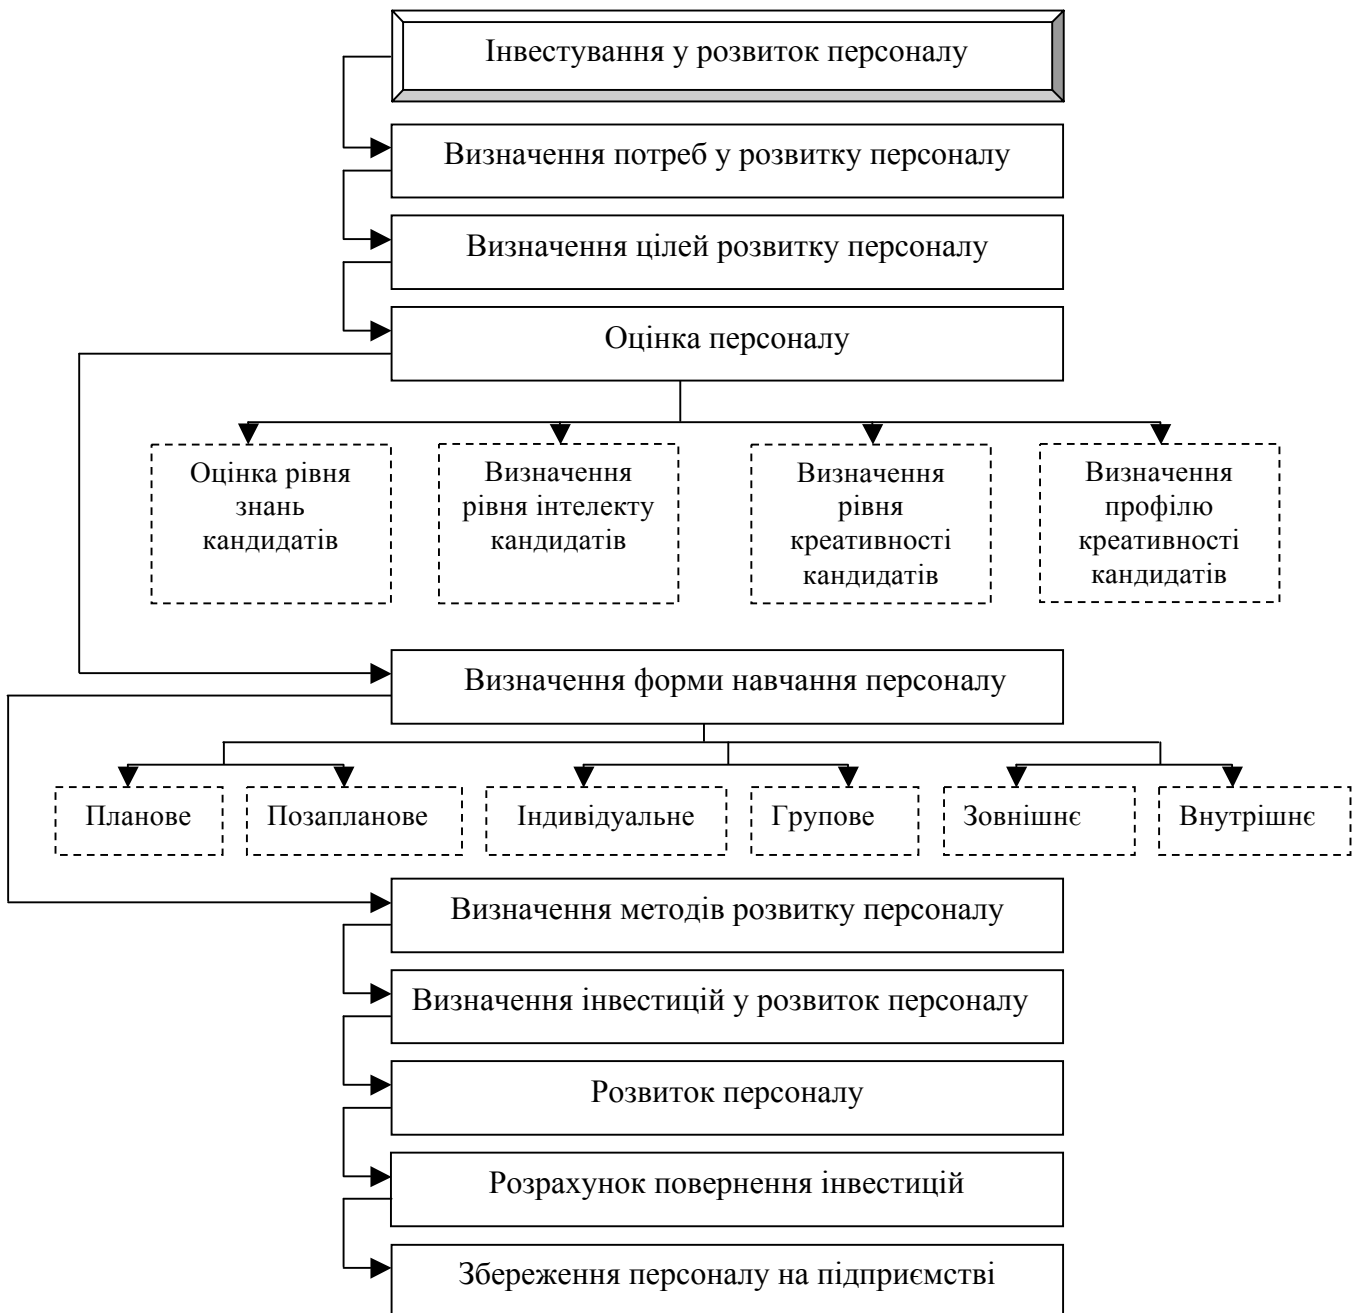 Інвестування у розвиток персоналу
Визначення потреб у розвитку персоналу
Визначення цілей розвитку персоналу
Оцінка персоналу
Оцінка рівня
знань
кандидатів
Визначення
рівня інтелекту
кандидатів
Визначення
рівня
креативності
кандидатів
Визначення
профілю
креативності
кандидатів
Визначення форми навчання персоналу
Планове
Позапланове
Індивідуальне
Групове
Зовнішнє
Внутрішнє
Визначення методів розвитку персоналу
Визначення інвестицій у розвиток персоналу
Розвиток персоналу
Розрахунок повернення інвестицій
Збереження персоналу на підприємстві